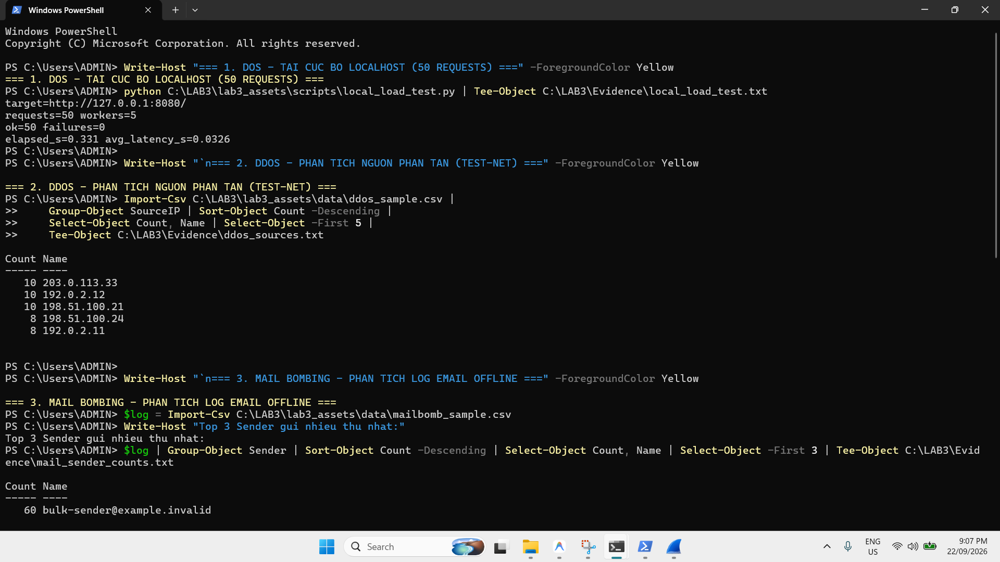 Windows PowerShell
Windows PowerShell
Copyright (C) Microsoft Corporation. All rights reserved.
PS C:\Users\ADMIN> Write-Host "=== 1. DOS - TAI CUC BO LOCALHOST (50 REQUESTS) ===" -ForegroundColor Yellow
=== 1. DOS - TAI CUC BO LOCALHOST (50 REQUESTS) ===
PS C:\Users\ADMIN> python C:\LAB3\lab3_assets\scripts\local_load_test.py | Tee-Object C:\LAB3\Evidence\local_load_test.txt
target=http://127.0.0.1:8080/
requests=50 workers=5
ok=50 failures=0
elapsed_s=0.331 avg_latency_s=0.0326
PS C:\Users\ADMIN>
PS C:\Users\ADMIN> Write-Host "`n=== 2. DDOS - PHAN TICH NGUON PHAN TAN (TEST-NET) ===" -ForegroundColor Yellow
=== 2. DDOS - PHAN TICH NGUON PHAN TAN (TEST-NET) ===
PS C:\Users\ADMIN> Import-Csv C:\LAB3\lab3_assets\data\ddos_sample.csv |
>>     Group-Object SourceIP | Sort-Object Count -Descending |
>>     Select-Object Count, Name | Select-Object -First 5 |
>>     Tee-Object C:\LAB3\Evidence\ddos_sources.txt
Count Name
----- ----
   10 203.0.113.33
   10 192.0.2.12
   10 198.51.100.21
    8 198.51.100.24
    8 192.0.2.11
PS C:\Users\ADMIN>
PS C:\Users\ADMIN> Write-Host "`n=== 3. MAIL BOMBING - PHAN TICH LOG EMAIL OFFLINE ===" -ForegroundColor Yellow
=== 3. MAIL BOMBING - PHAN TICH LOG EMAIL OFFLINE ===
PS C:\Users\ADMIN> $log = Import-Csv C:\LAB3\lab3_assets\data\mailbomb_sample.csv
PS C:\Users\ADMIN> Write-Host "Top 3 Sender gui nhieu thu nhat:"
Top 3 Sender gui nhieu thu nhat:
PS C:\Users\ADMIN> $log | Group-Object Sender | Sort-Object Count -Descending | Select-Object Count, Name | Select-Object -First 3 | Tee-Object C:\LAB3\Evid
ence\mail_sender_counts.txt
Count Name
----- ----
   60 bulk-sender@example.invalid
Search
ENG
US
9:07 PM
22/09/2026